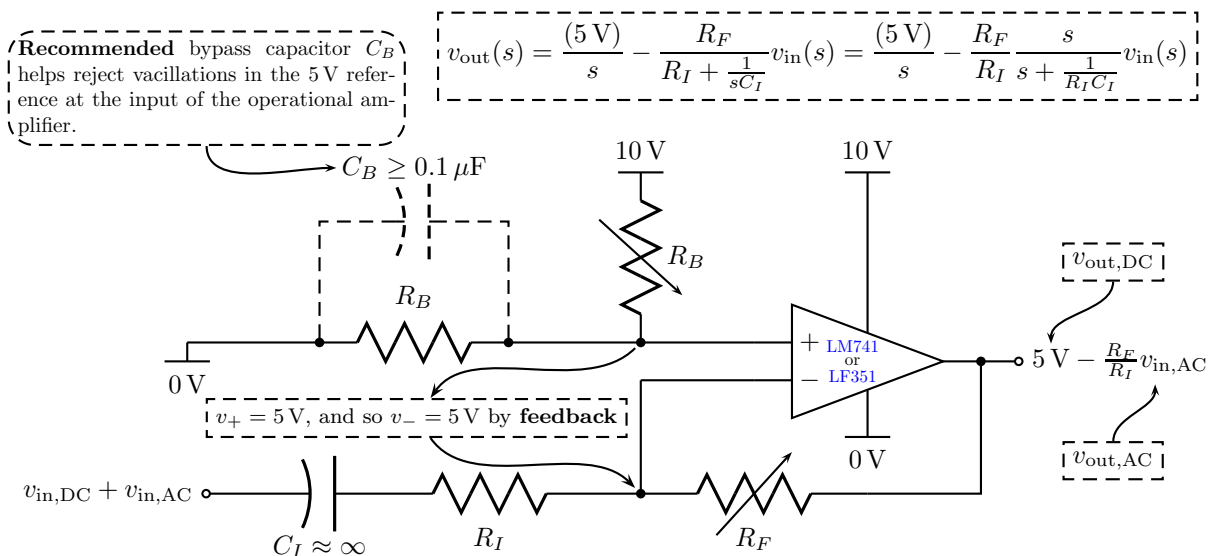 v_out(s) = (5 V)/s − R_F/(R_I + 1/(sC_I)) v_in(s) = (5 V)/s − R_F/R_I s/(s + 1/(R_I C_I)) v_in(s)
Recommended bypass capacitor C_B
helps reject vacillations in the 5 V refer-
ence at the input of the operational am-
plifier.
C_B ≥ 0.1 μF
10 V
10 V
R_B
R_B
v_out,DC
+
LM741
or
LF351
−
5 V − R_F/R_I v_in,AC
0 V
v_+ = 5 V, and so v_− = 5 V by feedback
0 V
v_out,AC
v_in,DC + v_in,AC
C_I ≈ ∞
R_I
R_F